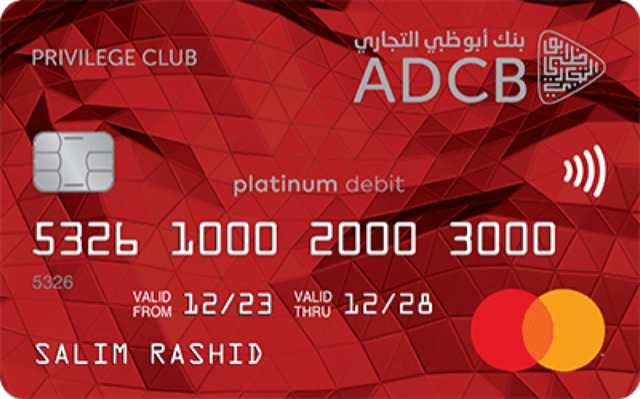 PRIVILEGE CLUB
بنك أبوظبي التجاري
ADCB
platinum debit
5326 1000 2000 3000
5326
VALID FROM 12/23 VALID THRU 12/28
SALIM RASHID